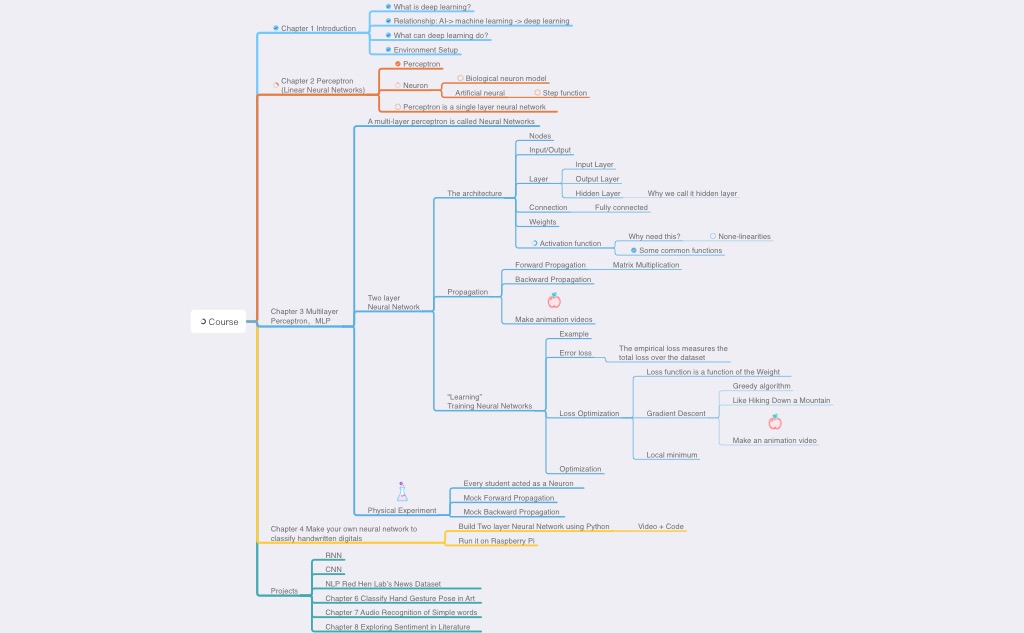 Course
Chapter 1 Introduction
What is deep learning?
Relationship: AI-> machine learning -> deep learning
What can deep learning do?
Environment Setup
Chapter 2 Perceptron
(Linear Neural Networks)
Perceptron
Neuron
Biological neuron model
Artificial neural
Step function
Perceptron is a single layer neural network
Chapter 3 Multilayer
Perceptron，MLP
A multi-layer perceptron is called Neural Networks
Two layer
Neural Network
The architecture
Nodes
Input/Output
Layer
Input Layer
Output Layer
Hidden Layer
Why we call it hidden layer
Connection
Fully connected
Weights
Activation function
Why need this?
None-linearities
Some common functions
Propagation
Forward Propagation
Matrix Multiplication
Backward Propagation
Make animation videos
"Learning"
Training Neural Networks
Example
Error loss
The empirical loss measures the
total loss over the dataset
Loss Optimization
Loss function is a function of the Weight
Gradient Descent
Greedy algorithm
Like Hiking Down a Mountain
Make an animation video
Local minimum
Optimization
Physical Experiment
Every student acted as a Neuron
Mock Forward Propagation
Mock Backward Propagation
Chapter 4 Make your own neural network to
classify handwritten digitals
Build Two layer Neural Network using Python
Video + Code
Run it on Raspberry Pi
Projects
RNN
CNN
NLP Red Hen Lab's News Dataset
Chapter 6 Classify Hand Gesture Pose in Art
Chapter 7 Audio Recognition of Simple words
Chapter 8 Exploring Sentiment in Literature